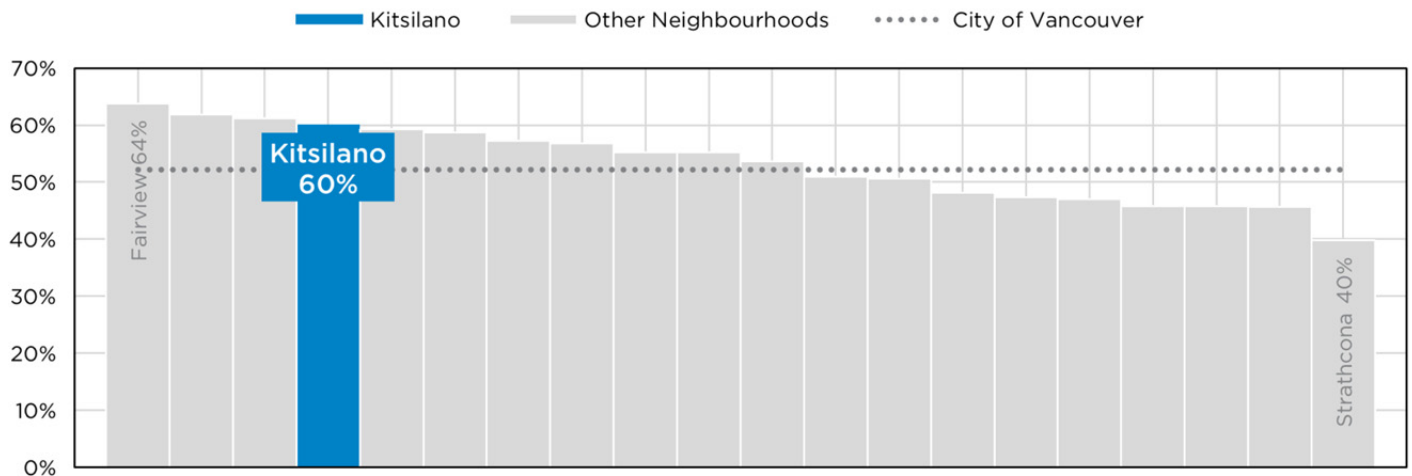 Kitsilano
Other Neighbourhoods
City of Vancouver
70%
60%
50%
40%
30%
20%
10%
0%
Fairview 64%
Kitsilano
60%
Strathcona 40%